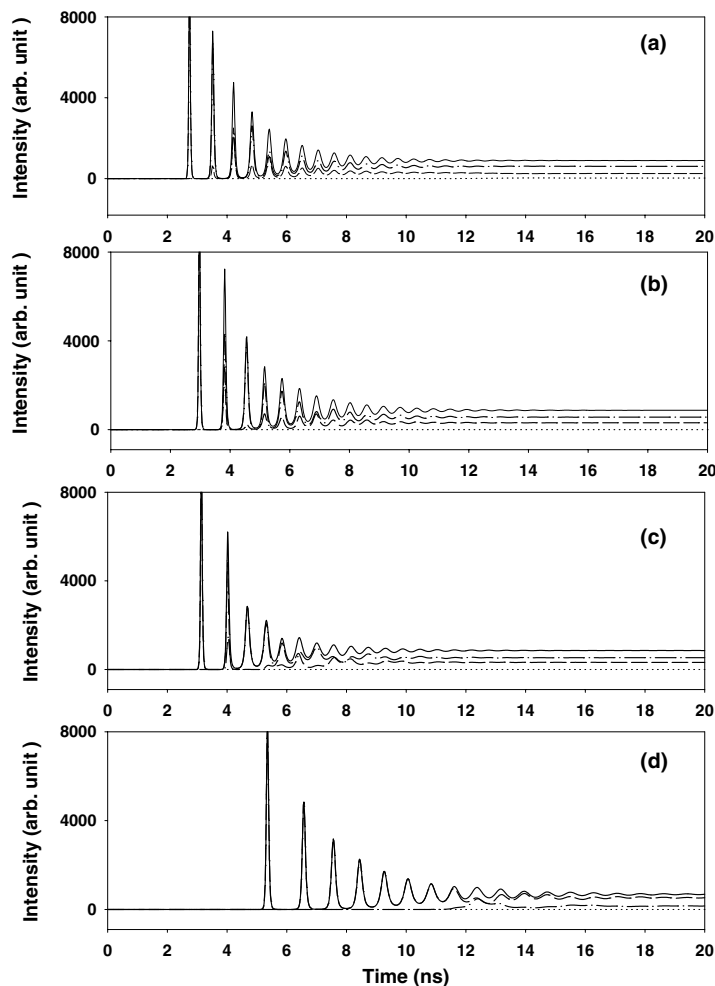 8000
4000
0
Intensity (arb. unit )
(a)
0 2 4 6 8 10 12 14 16 18 20
8000
4000
0
Intensity (arb. unit )
(b)
0 2 4 6 8 10 12 14 16 18 20
8000
4000
0
Intensity (arb. unit )
(c)
0 2 4 6 8 10 12 14 16 18 20
8000
4000
0
Intensity (arb. unit )
(d)
0 2 4 6 8 10 12 14 16 18 20
Time (ns)